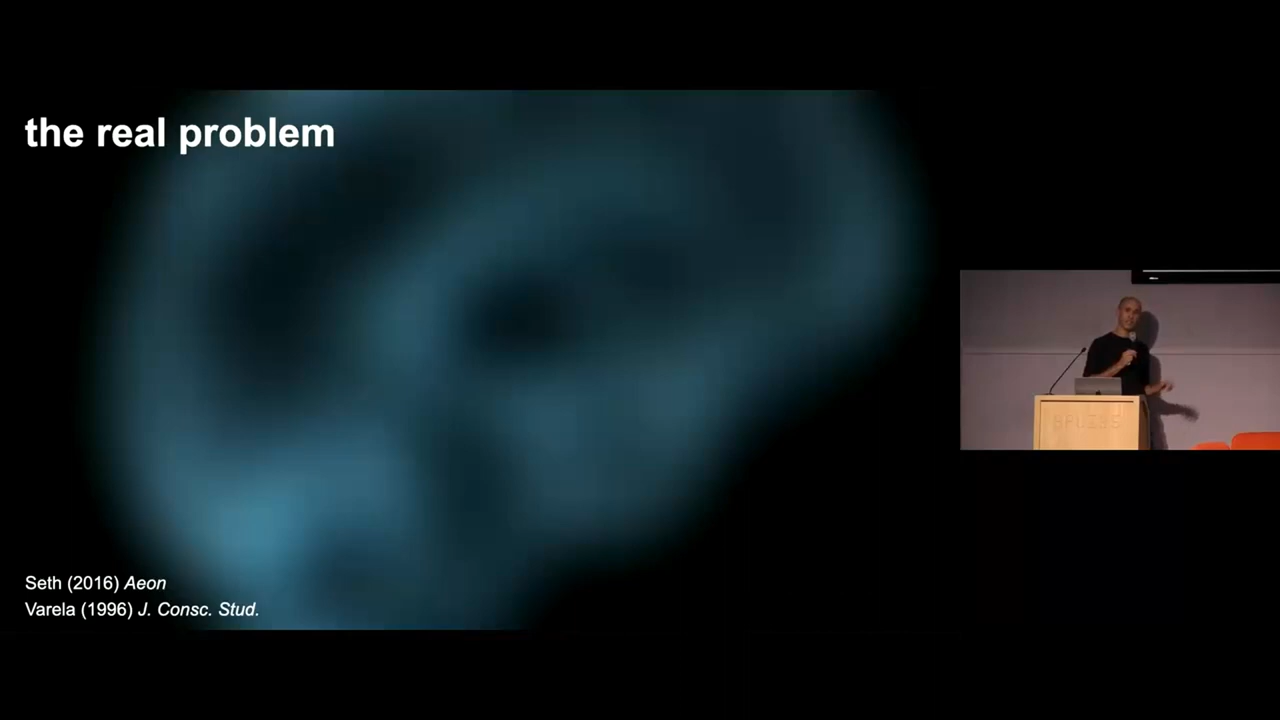 the real problem
Seth (2016) Aeon
Varela (1996) J. Consc. Stud.